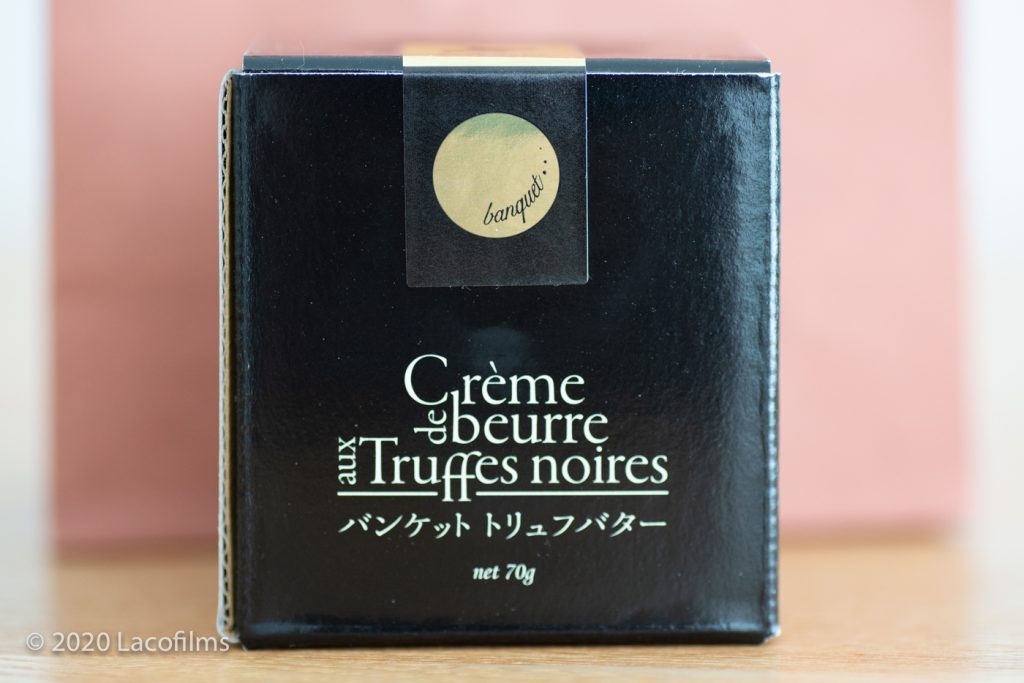 banquet...
Crème
de beurre
aux Truffes noires
バンケット トリュフバター
net 70g
© 2020 Lacofilms